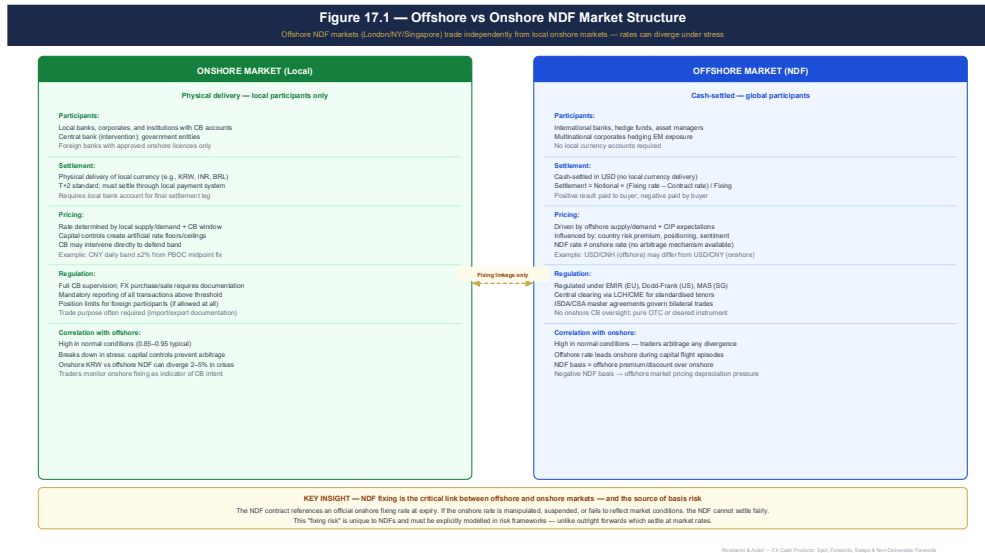 Figure 17.1 — Offshore vs Onshore NDF Market Structure
Offshore NDF markets (London/NY/Singapore) trade independently from local onshore markets — rates can diverge under stress
ONSHORE MARKET (Local)
Physical delivery — local participants only
Participants:
Local banks, corporates, and institutions with CB accounts
Central bank (intervention); government entities
Foreign banks with approved onshore licences only
Settlement:
Physical delivery of local currency (e.g., KRW, INR, BRL)
T+2 standard; must settle through local payment system
Requires local bank account for final settlement leg
Pricing:
Rate determined by local supply/demand + CB window
Capital controls create artificial rate floors/ceilings
CB may intervene directly to defend band
Example: CNY daily band ±2% from PBOC midpoint fix
Regulation:
Full CB supervision; FX purchase/sale requires documentation
Mandatory reporting of all transactions above threshold
Position limits for foreign participants (if allowed at all)
Trade purpose often required (import/export documentation)
Correlation with offshore:
High in normal conditions (0.85–0.95 typical)
Breaks down in stress: capital controls prevent arbitrage
Onshore KRW vs offshore NDF can diverge 2–5% in crises
Traders monitor onshore fixing as indicator of CB intent
Fixing linkage only
OFFSHORE MARKET (NDF)
Cash-settled — global participants
Participants:
International banks, hedge funds, asset managers
Multinational corporates hedging EM exposure
No local currency accounts required
Settlement:
Cash-settled in USD (no local currency delivery)
Settlement = Notional × (Fixing rate – Contract rate) / Fixing
Positive result paid to buyer; negative paid by buyer
Pricing:
Driven by offshore supply/demand + CIP expectations
Influenced by: country risk premium, positioning, sentiment
NDF rate ≠ onshore rate (no arbitrage mechanism available)
Example: USD/CNH (offshore) may differ from USD/CNY (onshore)
Regulation:
Regulated under EMIR (EU), Dodd-Frank (US), MAS (SG)
Central clearing via LCH/CME for standardised tenors
ISDA/CSA master agreements govern bilateral trades
No onshore CB oversight; pure OTC or cleared instrument
Correlation with onshore:
High in normal conditions — traders arbitrage any divergence
Offshore rate leads onshore during capital flight episodes
NDF basis = offshore premium/discount over onshore
Negative NDF basis → offshore market pricing depreciation pressure
KEY INSIGHT — NDF fixing is the critical link between offshore and onshore markets — and the source of basis risk
The NDF contract references an official onshore fixing rate at expiry. If the onshore rate is manipulated, suspended, or fails to reflect market conditions, the NDF cannot settle fairly.
This "fixing risk" is unique to NDFs and must be explicitly modelled in risk frameworks — unlike outright forwards which settle at market rates.
— FX Cash Products: Spot, Forwards, Swaps & Non-Deliverable Forwards